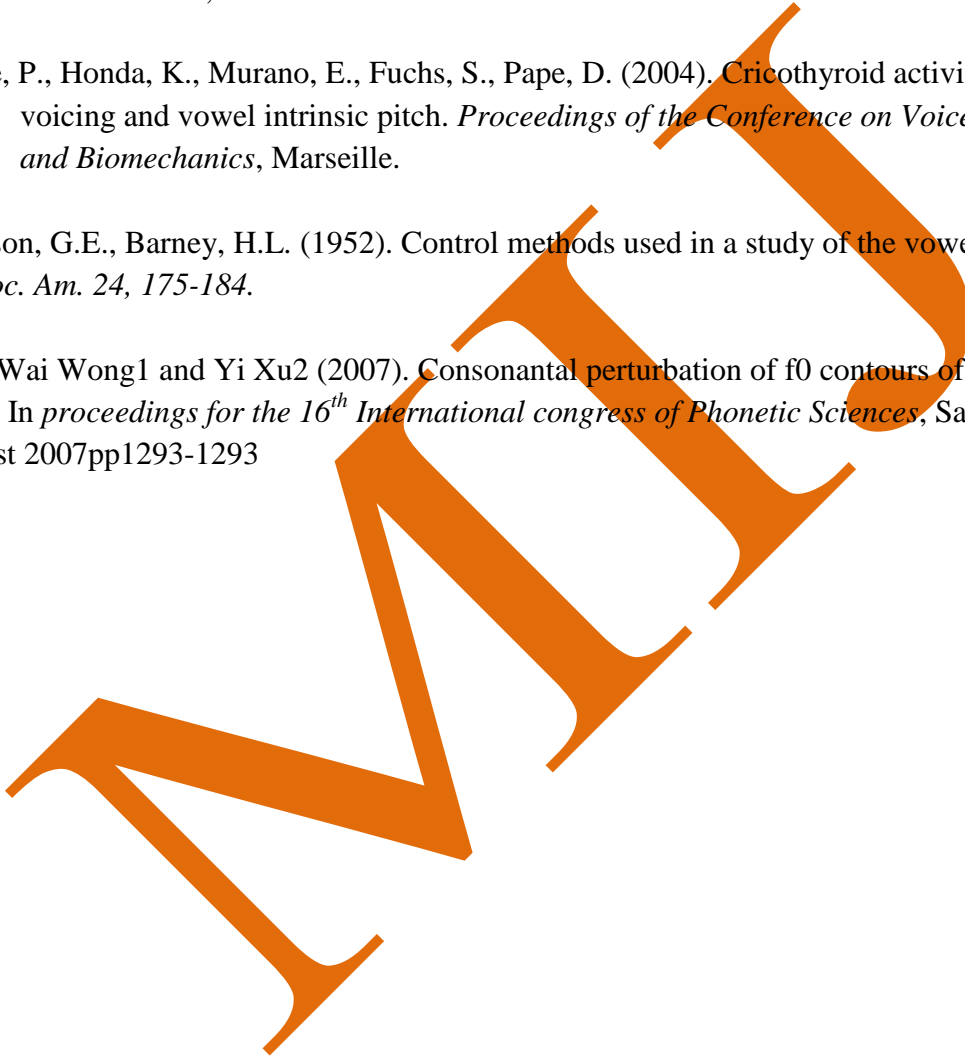 e, P., Honda, K., Murano, E., Fuchs, S., Pape, D. (2004). Cricothyroid activi
voicing and vowel intrinsic pitch. Proceedings of the Conference on Voice
and Biomechanics, Marseille.
on, G.E., Barney, H.L. (1952). Control methods used in a study of the vowe
oc. Am. 24, 175-184.
Wai Wong1 and Yi Xu2 (2007). Consonantal perturbation of f0 contours of
In proceedings for the 16th International congress of Phonetic Sciences, Sa
st 2007pp1293-1293
MIJ